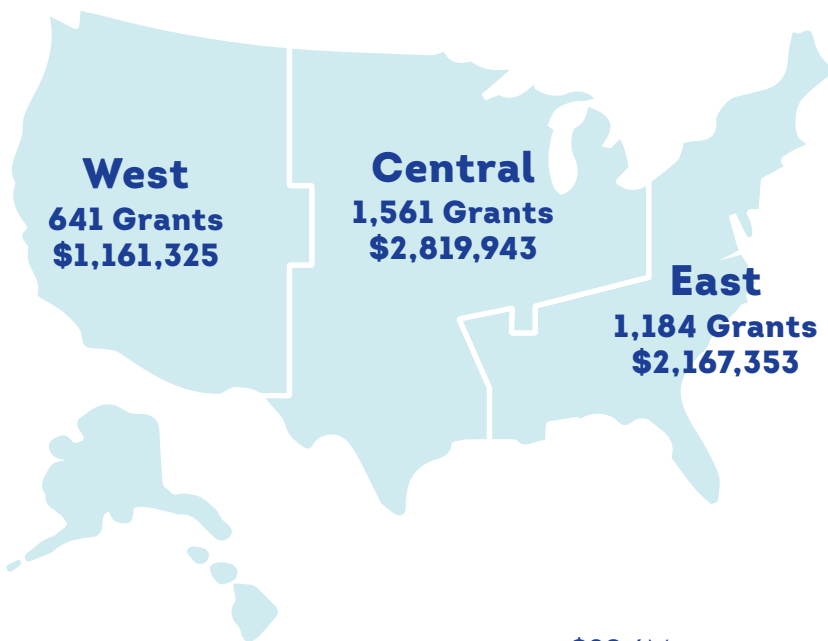 West
641 Grants
$1,161,325
Central
1,561 Grants
$2,819,943
East
1,184 Grants
$2,167,353